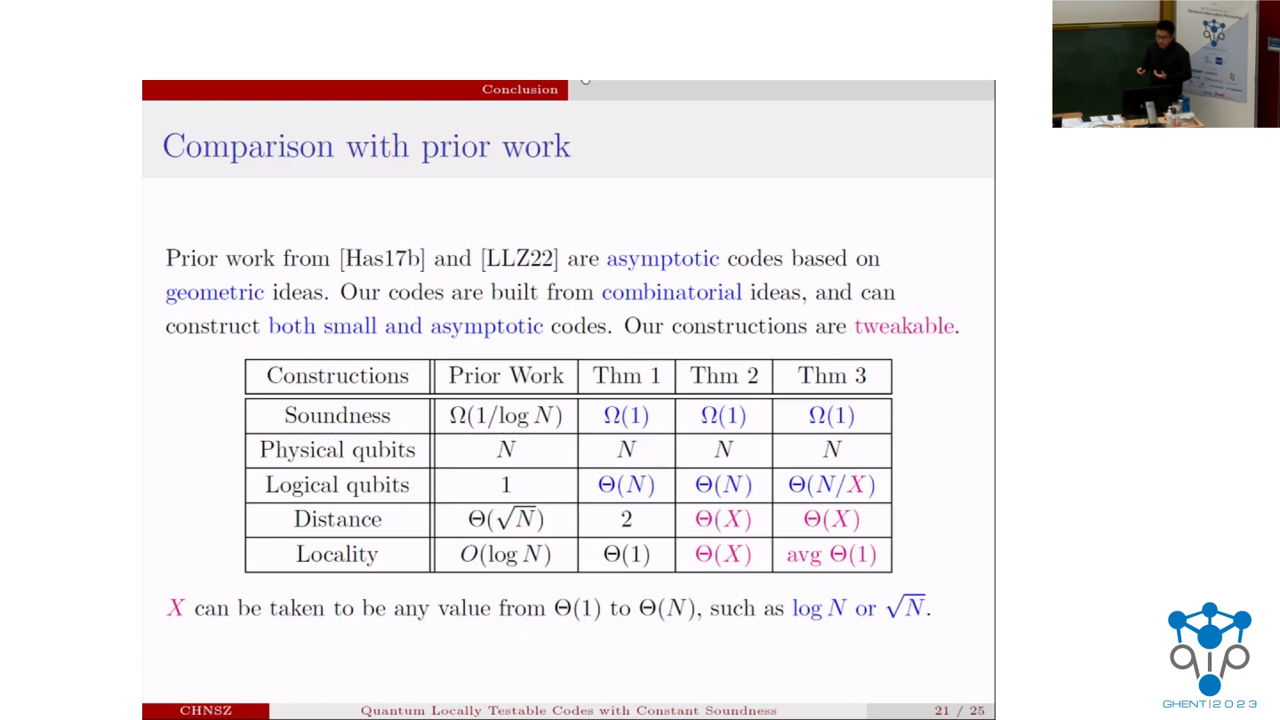 Conclusion
Comparison with prior work
Prior work from [Has17b] and [LLZ22] are asymptotic codes based on
geometric ideas. Our codes are built from combinatorial ideas, and can
construct both small and asymptotic codes. Our constructions are tweakable.
Constructions Prior Work Thm 1 Thm 2 Thm 3
Soundness Ω(1/log N) Ω(1) Ω(1) Ω(1)
Physical qubits N N N N
Logical qubits 1 Θ(N) Θ(N) Θ(N/X)
Distance Θ(√N) 2 Θ(X) Θ(X)
Locality O(log N) Θ(1) Θ(X) avg Θ(1)
X can be taken to be any value from Θ(1) to Θ(N), such as log N or √N.
CHNSZ Quantum Locally Testable Codes with Constant Soundness 21 / 25
qip
GHENT|2023